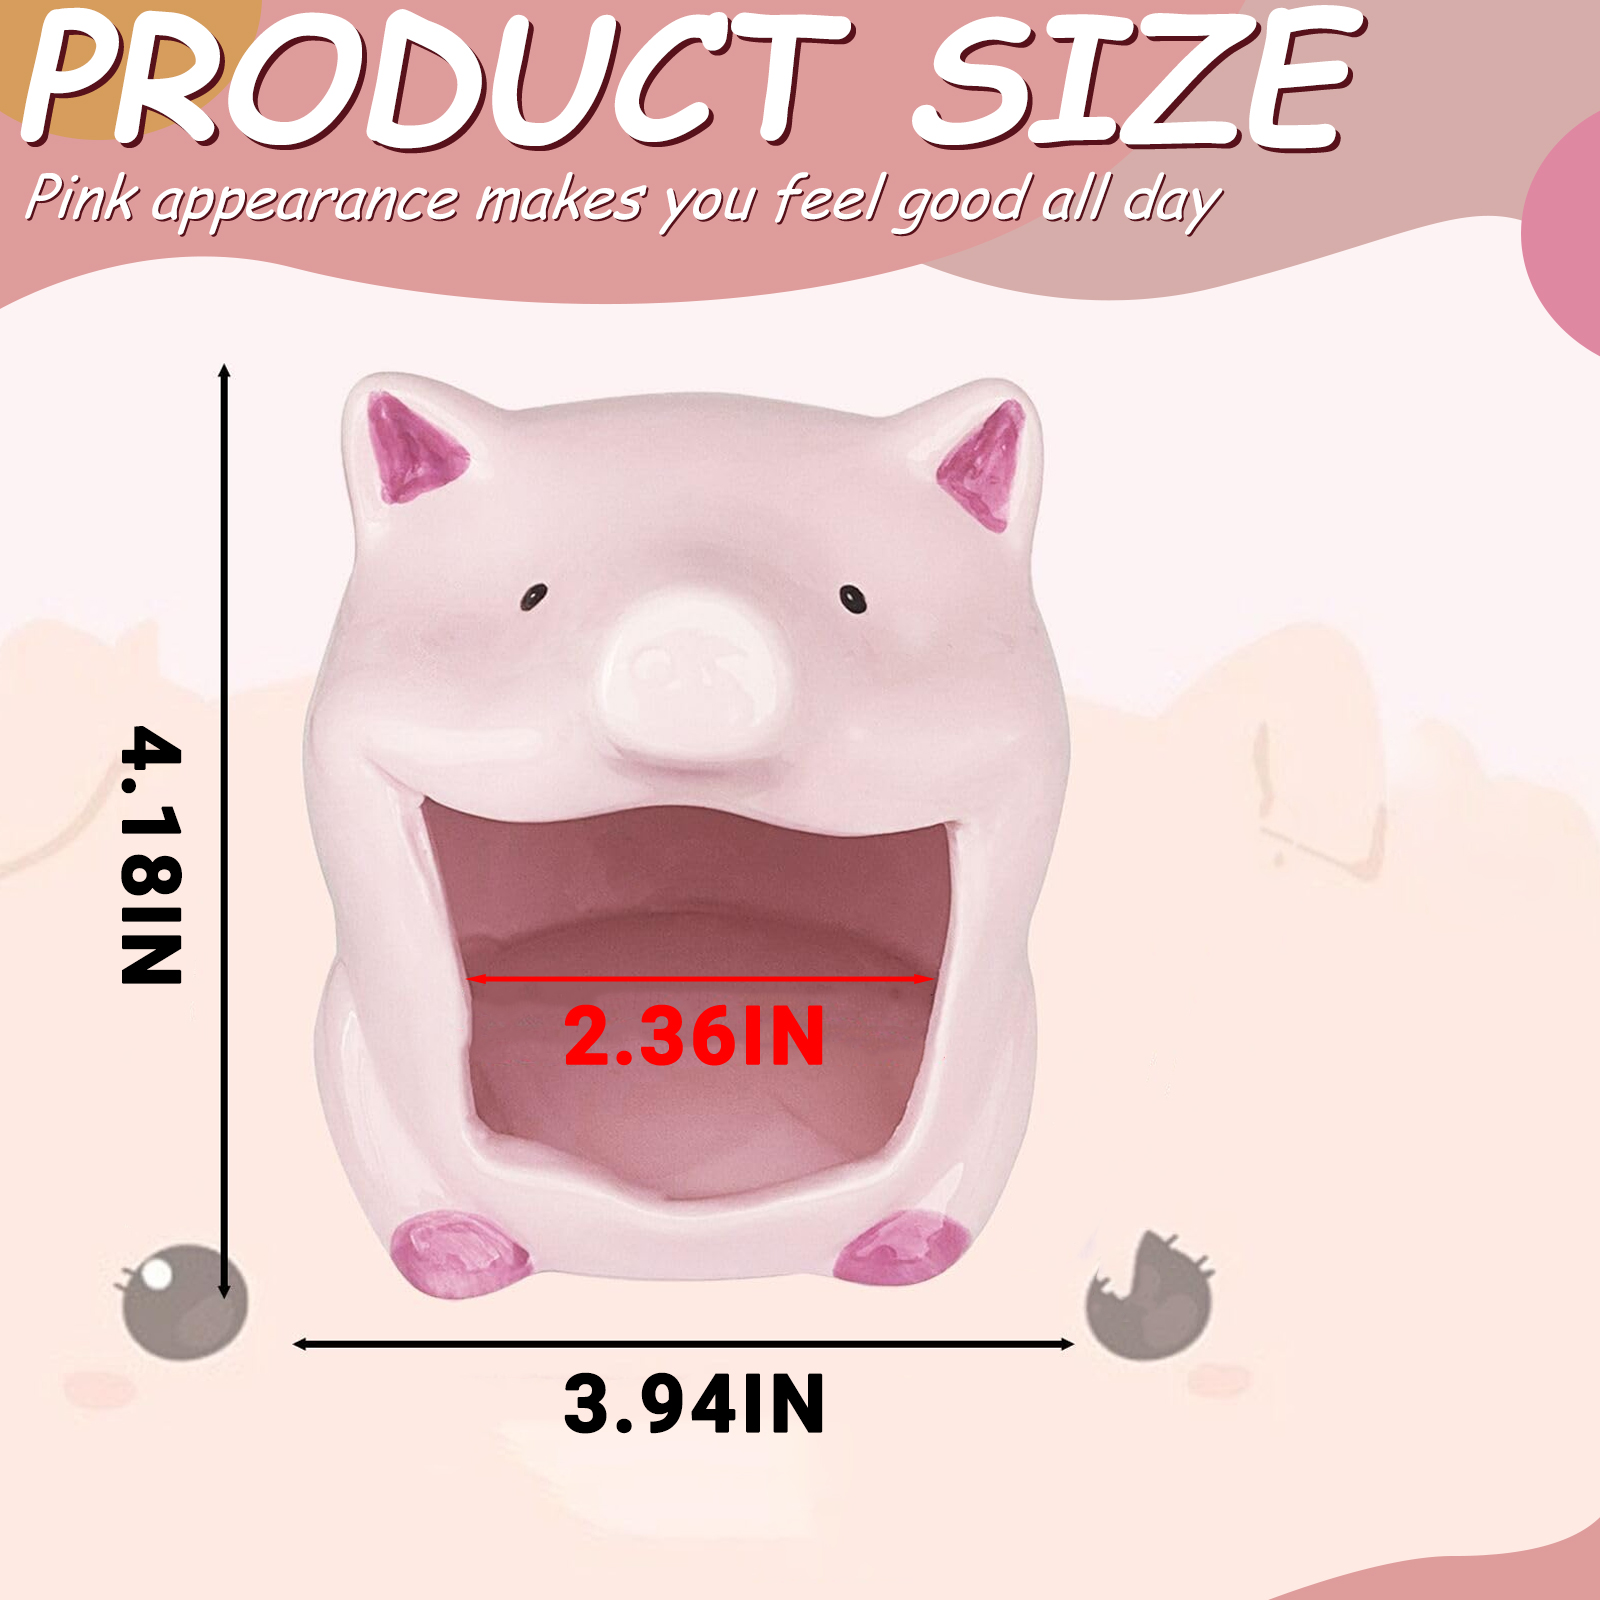 PRODUCT SIZE
Pink appearance makes you feel good all day
4.18IN
2.36IN
3.94IN